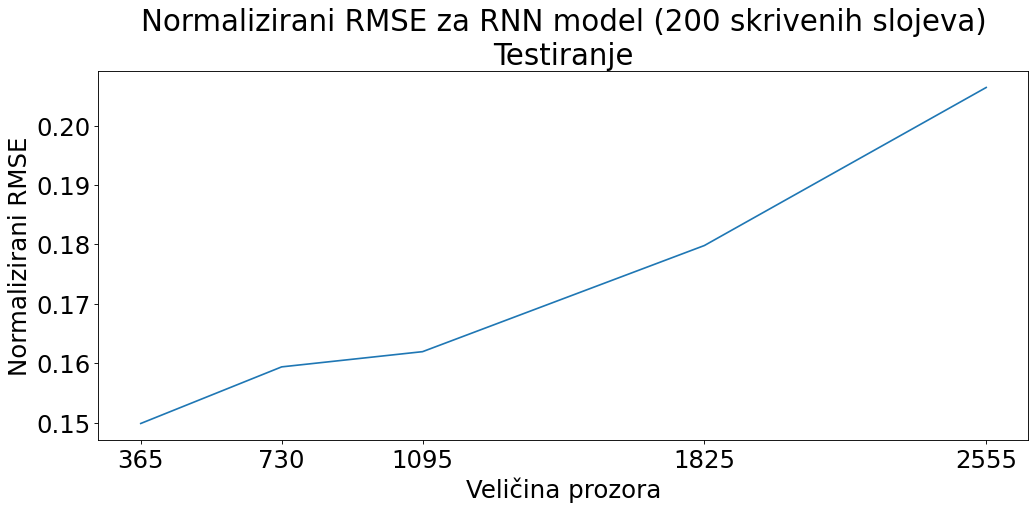 Normalizirani RMSE za RNN model (200 skrivenih slojeva)
Testiranje
Normalizirani RMSE
0.20
0.19
0.18
0.17
0.16
0.15
365 730 1095 1825 2555
Veličina prozora